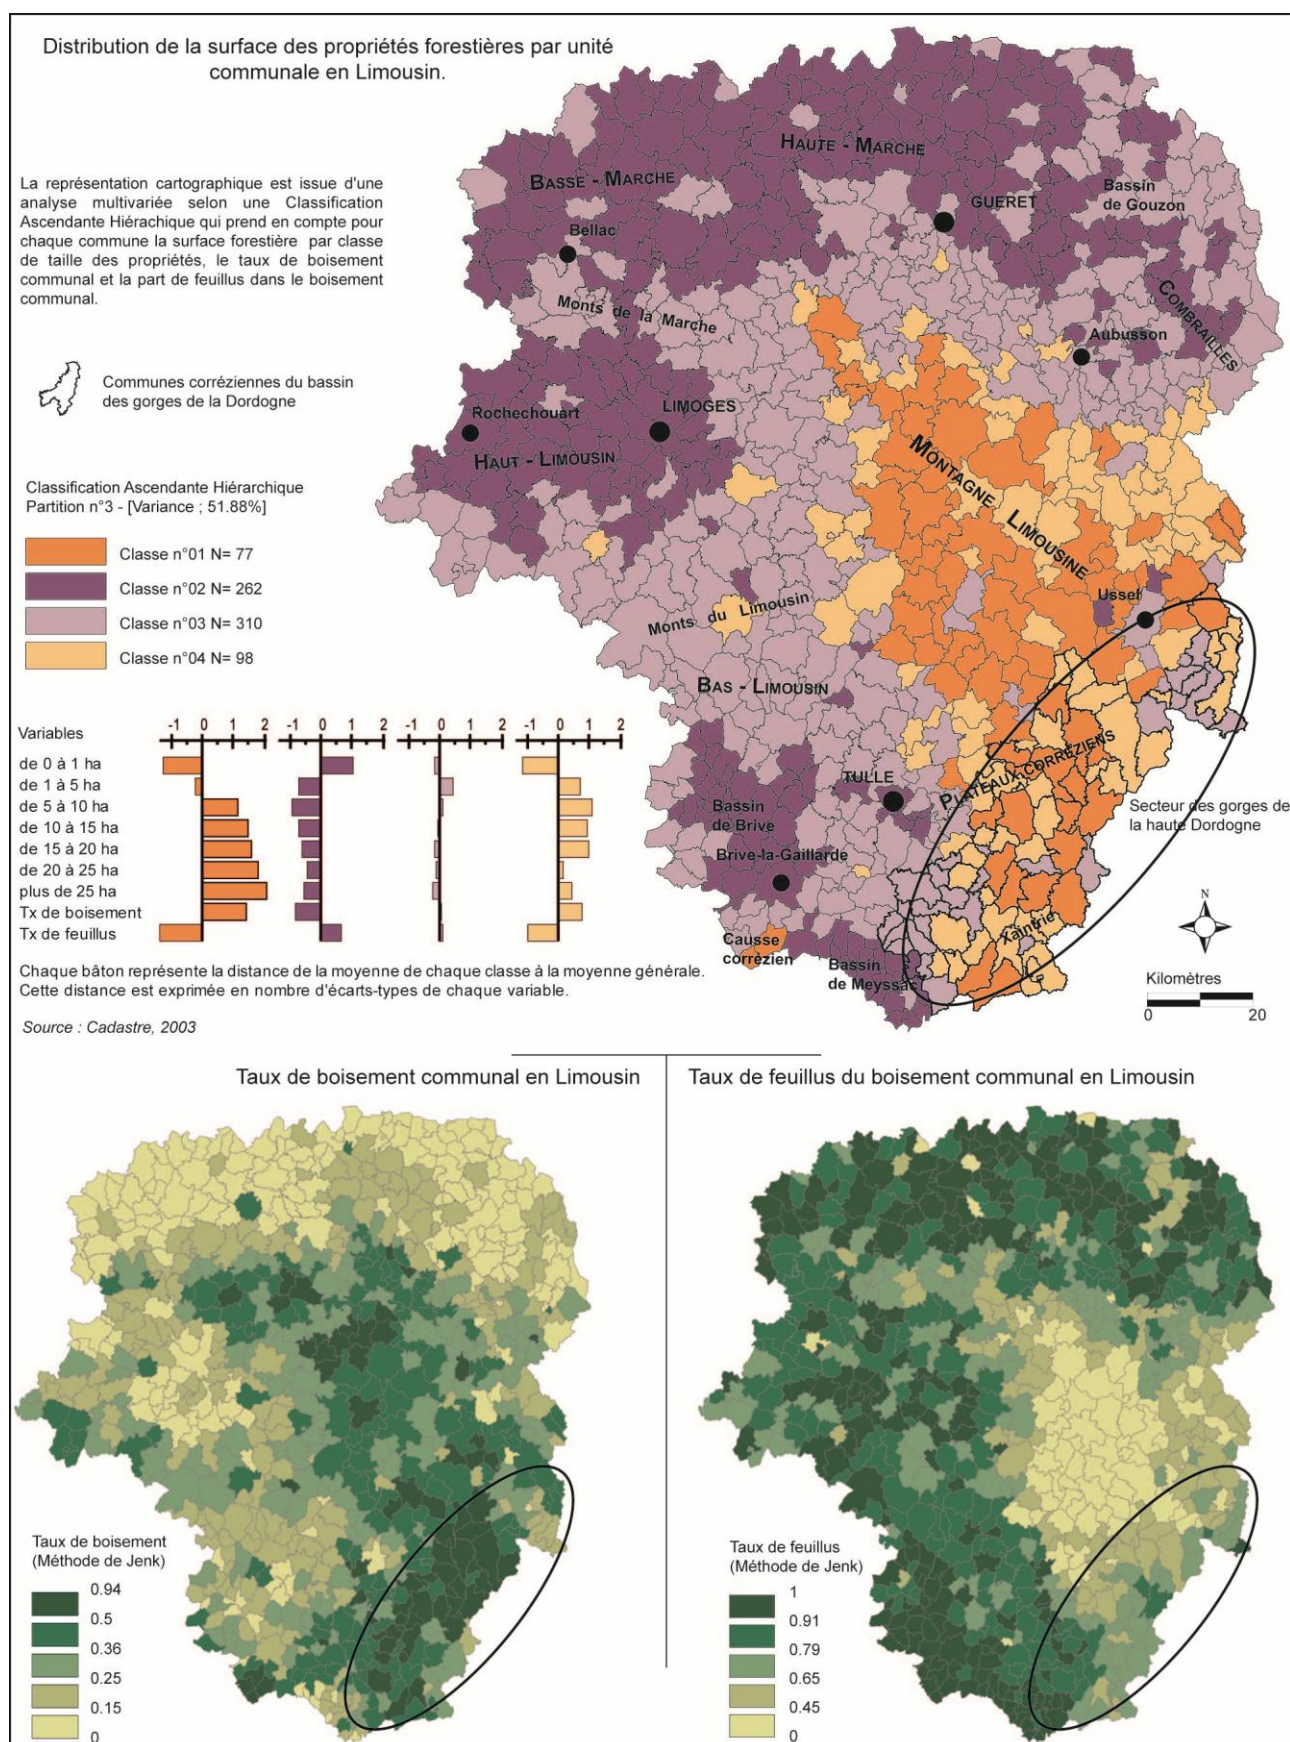 Distribution de la surface des propriétés forestières par unité
communale en Limousin.
La représentation cartographique est issue d'une
analyse multivariée selon une Classification
Ascendante Hiérachique qui prend en compte pour
chaque commune la surface forestière par classe
de taille des propriétés, le taux de boisement
communal et la part de feuillus dans le boisement
communal.
Communes corréziennes du bassin
des gorges de la Dordogne
Classification Ascendante Hiérarchique
Partition n°3 - [Variance ; 51.88%]
Classe n°01 N= 77
Classe n°02 N= 262
Classe n°03 N= 310
Classe n°04 N= 98
HAUTE - MARCHE
BASSE - MARCHE
Bassin
de Gouzon
GUERET
Bellac
COMBRAILLES
Monts de la Marche
Aubusson
LIMOGES
Rochechouart
HAUT - LIMOUSIN
MONTAGNE LIMOUSINE
Ussel
Monts du Limousin
BAS - LIMOUSIN
PLATEAUX CORRÉZIENS
TULLE
Bassin
de Brive
Secteur des gorges de
la haute Dordogne
Brive-la-Gaillarde
Xaintrie
Causse
corrèzien
Bassin
de Meyssac
N
Kilomètres
0 20
Variables
-1 0 1 2
-1 0 1 2
-1 0 1 2
-1 0 1 2
de 0 à 1 ha
de 1 à 5 ha
de 5 à 10 ha
de 10 à 15 ha
de 15 à 20 ha
de 20 à 25 ha
plus de 25 ha
Tx de boisement
Tx de feuillus
Chaque bâton représente la distance de la moyenne de chaque classe à la moyenne générale.
Cette distance est exprimée en nombre d'écarts-types de chaque variable.
Source : Cadastre, 2003
Taux de boisement communal en Limousin
Taux de boisement
(Méthode de Jenk)
0.94
0.5
0.36
0.25
0.15
0
Taux de feuillus du boisement communal en Limousin
Taux de feuillus
(Méthode de Jenk)
1
0.91
0.79
0.65
0.45
0